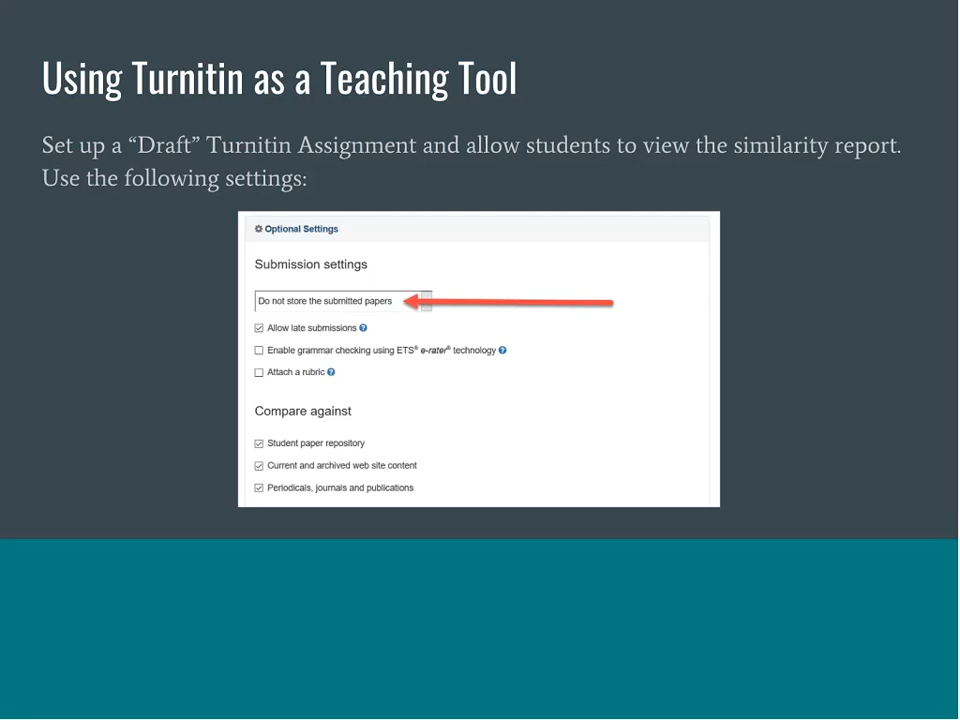 Using Turnitin as a Teaching Tool
Set up a “Draft” Turnitin Assignment and allow students to view the similarity report.
Use the following settings:
Optional Settings
Submission settings
Do not store the submitted papers
Allow late submissions
Enable grammar checking using ETS® e-rater® technology
Attach a rubric
Compare against
Student paper repository
Current and archived web site content
Periodicals, journals and publications